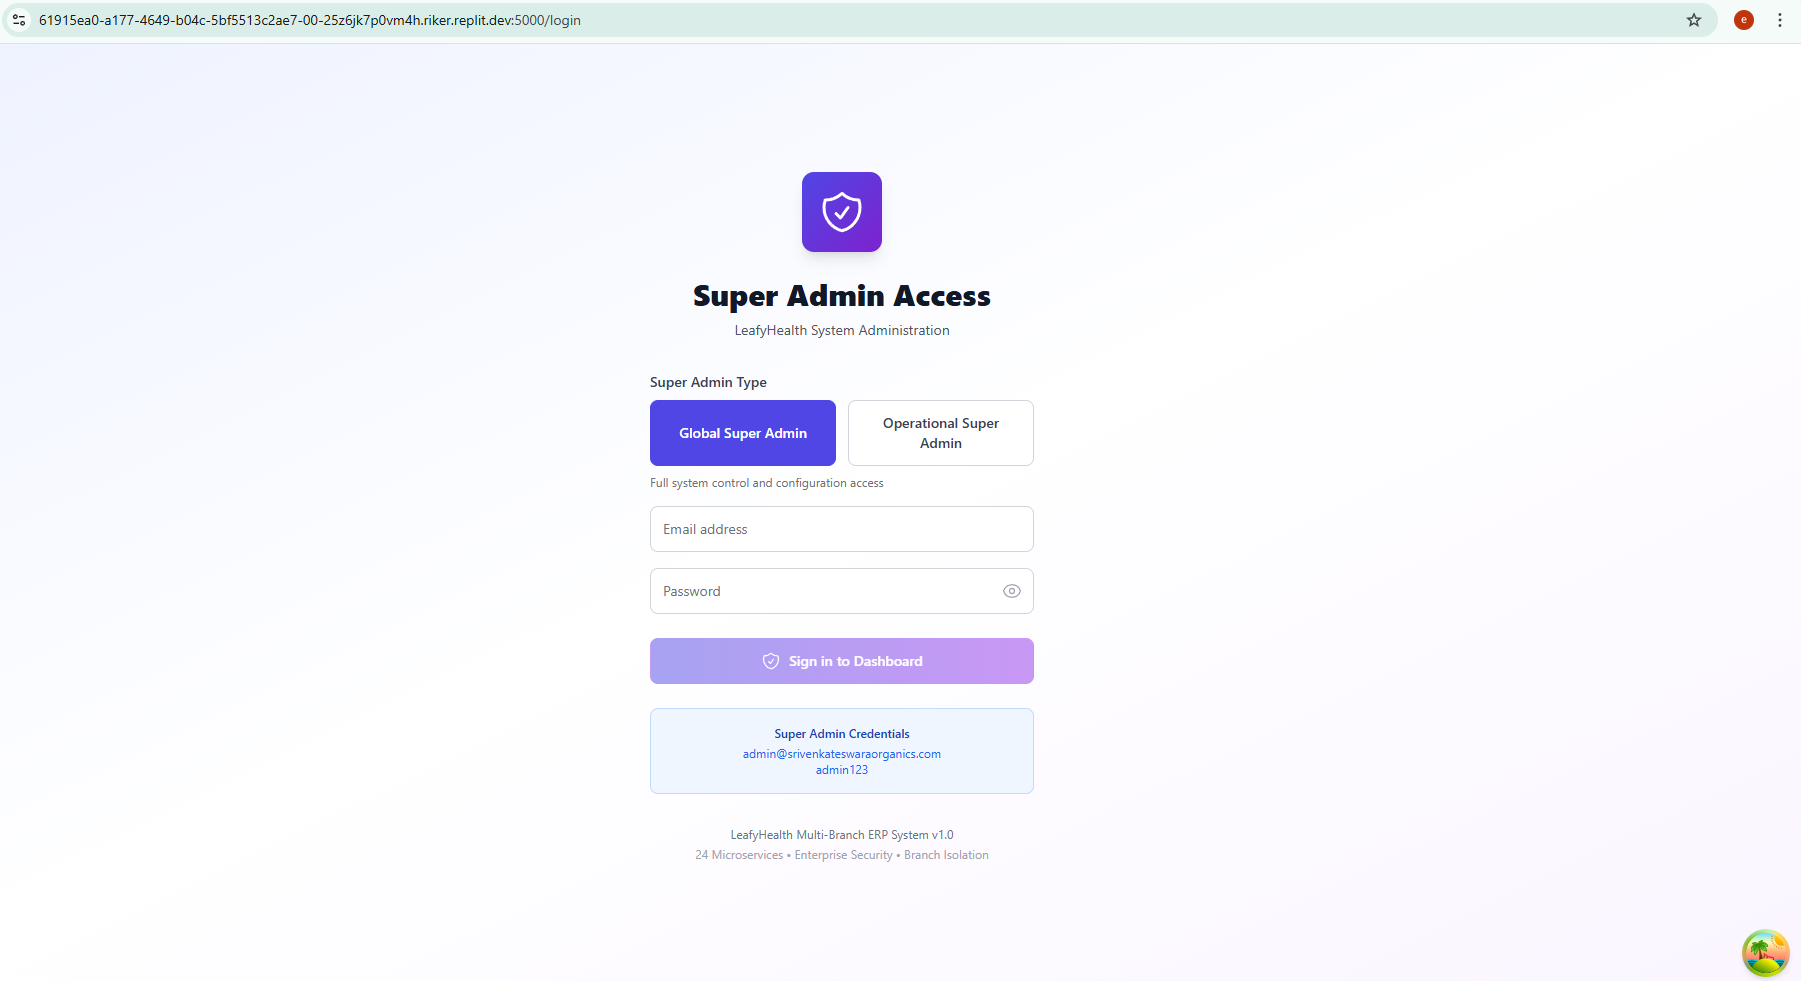 61915ea0-a177-4649-b04c-5bf5513c2ae7-00-25z6jk7p0vm4h.riker.replit.dev:5000/login
e
Super Admin Access
LeafyHealth System Administration
Super Admin Type
Global Super Admin
Operational Super
Admin
Full system control and configuration access
Email address
Password
Sign in to Dashboard
Super Admin Credentials
admin@srivenkateswaraorganics.com
admin123
LeafyHealth Multi-Branch ERP System v1.0
24 Microservices • Enterprise Security • Branch Isolation